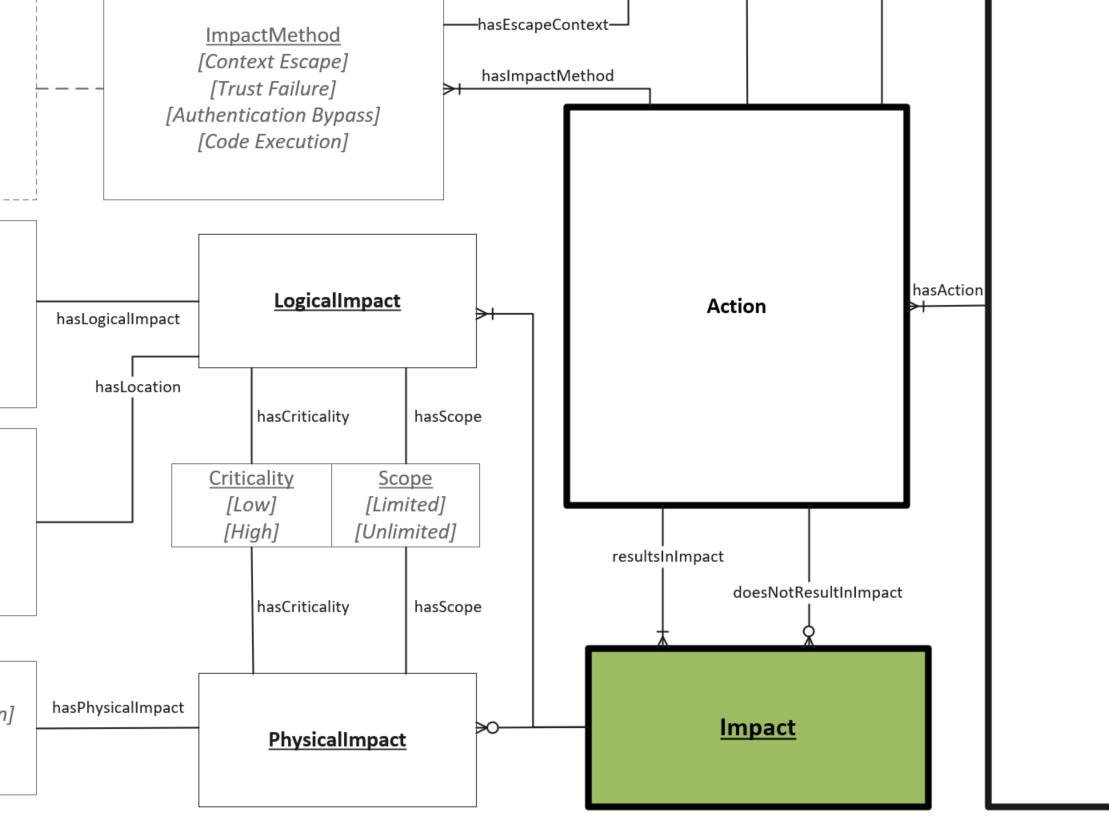 hasEscapeContext
ImpactMethod
[Context Escape]
[Trust Failure]
[Authentication Bypass]
[Code Execution]
hasImpactMethod
Action
hasAction
LogicalImpact
hasLogicalImpact
hasLocation
hasCriticality
hasScope
Criticality
[Low]
[High]
Scope
[Limited]
[Unlimited]
resultsInImpact
doesNotResultInImpact
hasCriticality
hasScope
n]
hasPhysicalImpact
PhysicalImpact
Impact